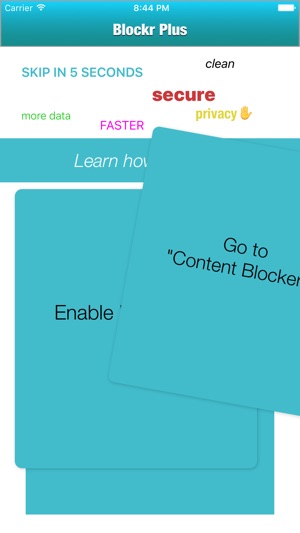 Carrier 8:44 PM
Blockr Plus
SKIP IN 5 SECONDS
clean
secure
more data
privacy✋
FASTER
Learn how
Go to
"Content Blocker
Enable